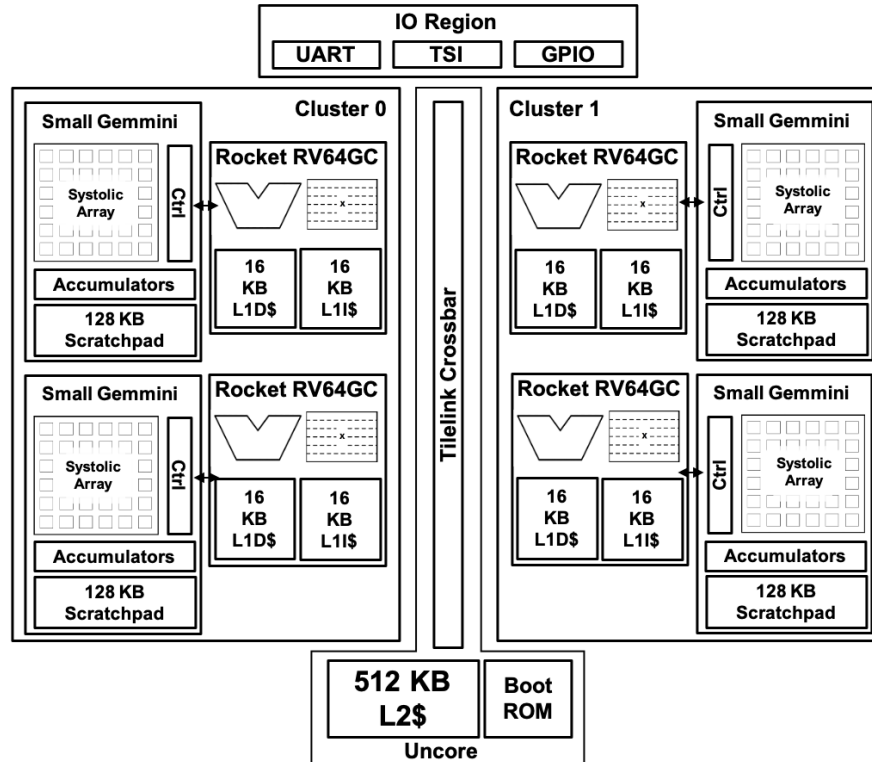 IO Region
UART
TSI
GPIO
Cluster 0
Small Gemmini
Systolic
Array
Ctrl
Accumulators
128 KB
Scratchpad
Rocket RV64GC
x
16
KB
L1D$
16
KB
L1I$
Small Gemmini
Systolic
Array
Ctrl
Accumulators
128 KB
Scratchpad
Rocket RV64GC
x
16
KB
L1D$
16
KB
L1I$
Tilelink Crossbar
Cluster 1
Rocket RV64GC
x
16
KB
L1D$
16
KB
L1I$
Small Gemmini
Ctrl
Systolic
Array
Accumulators
128 KB
Scratchpad
Rocket RV64GC
x
16
KB
L1D$
16
KB
L1I$
Small Gemmini
Ctrl
Systolic
Array
Accumulators
128 KB
Scratchpad
512 KB
L2$
Boot
ROM
Uncore